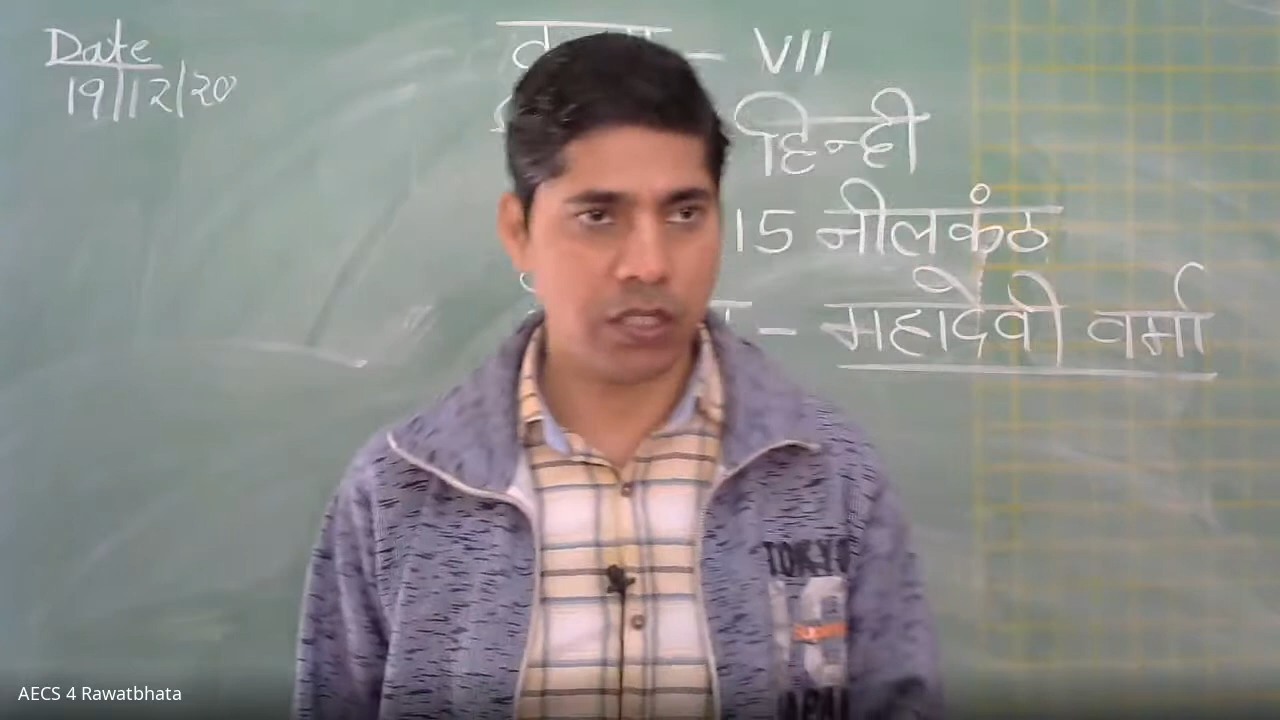 Date
19/12/20
– VII
हिन्दी
15 नीलकंठ
– महादेवी वर्मा
TOKYO
AECS 4 Rawatbhata